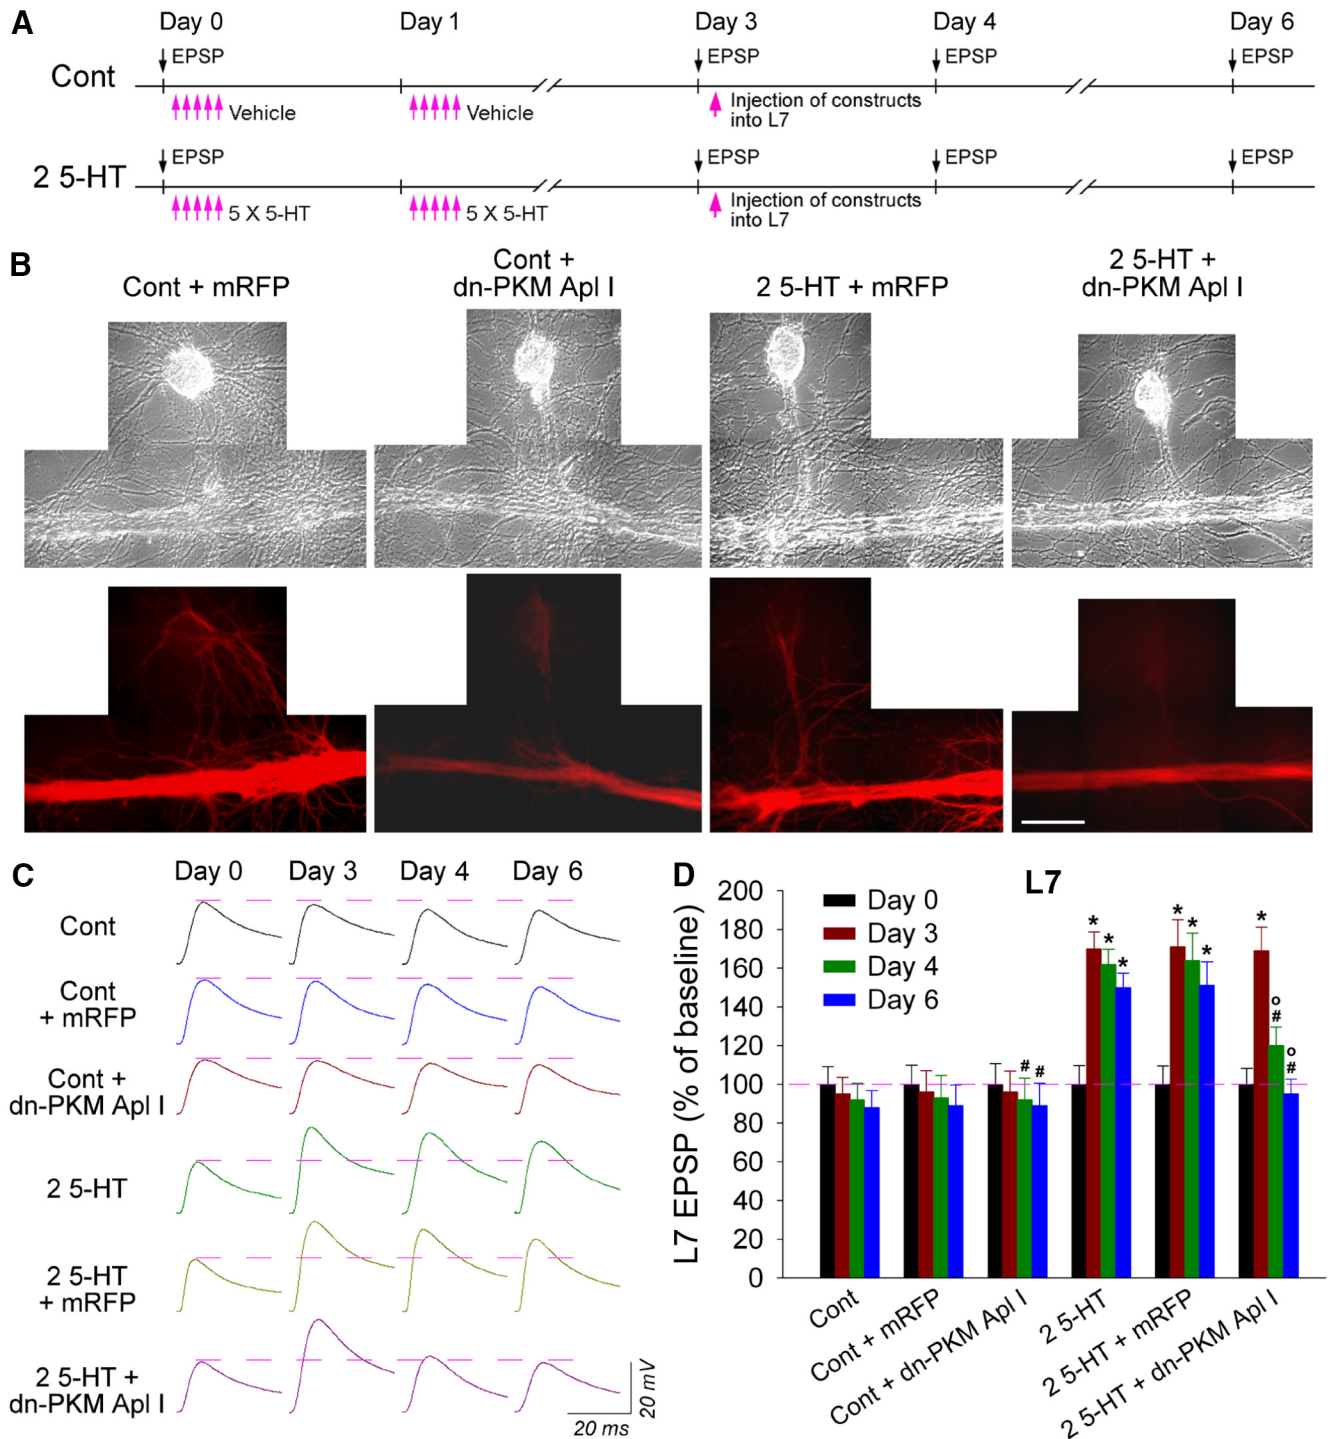 A
Day 0 Day 1 Day 3 Day 4 Day 6
Cont
EPSP EPSP EPSP EPSP
Vehicle Vehicle Injection of constructs
into L7
2 5-HT
EPSP EPSP EPSP EPSP
5 X 5-HT 5 X 5-HT Injection of constructs
into L7
B
Cont + mRFP
Cont +
dn-PKM Apl I
2 5-HT + mRFP
2 5-HT +
dn-PKM Apl I
C
Day 0 Day 3 Day 4 Day 6
Cont
Cont
+ mRFP
Cont +
dn-PKM Apl I
2 5-HT
2 5-HT
+ mRFP
2 5-HT +
dn-PKM Apl I
20 mV
20 ms
D
L7
L7 EPSP (% of baseline)
200
180
160
140
120
100
80
60
40
20
0
Day 0
Day 3
Day 4
Day 6
# #
* * *
* * *
*
o
#
o
#
Cont
Cont + mRFP
Cont + dn-PKM Apl I
2 5-HT
2 5-HT + mRFP
2 5-HT + dn-PKM Apl I